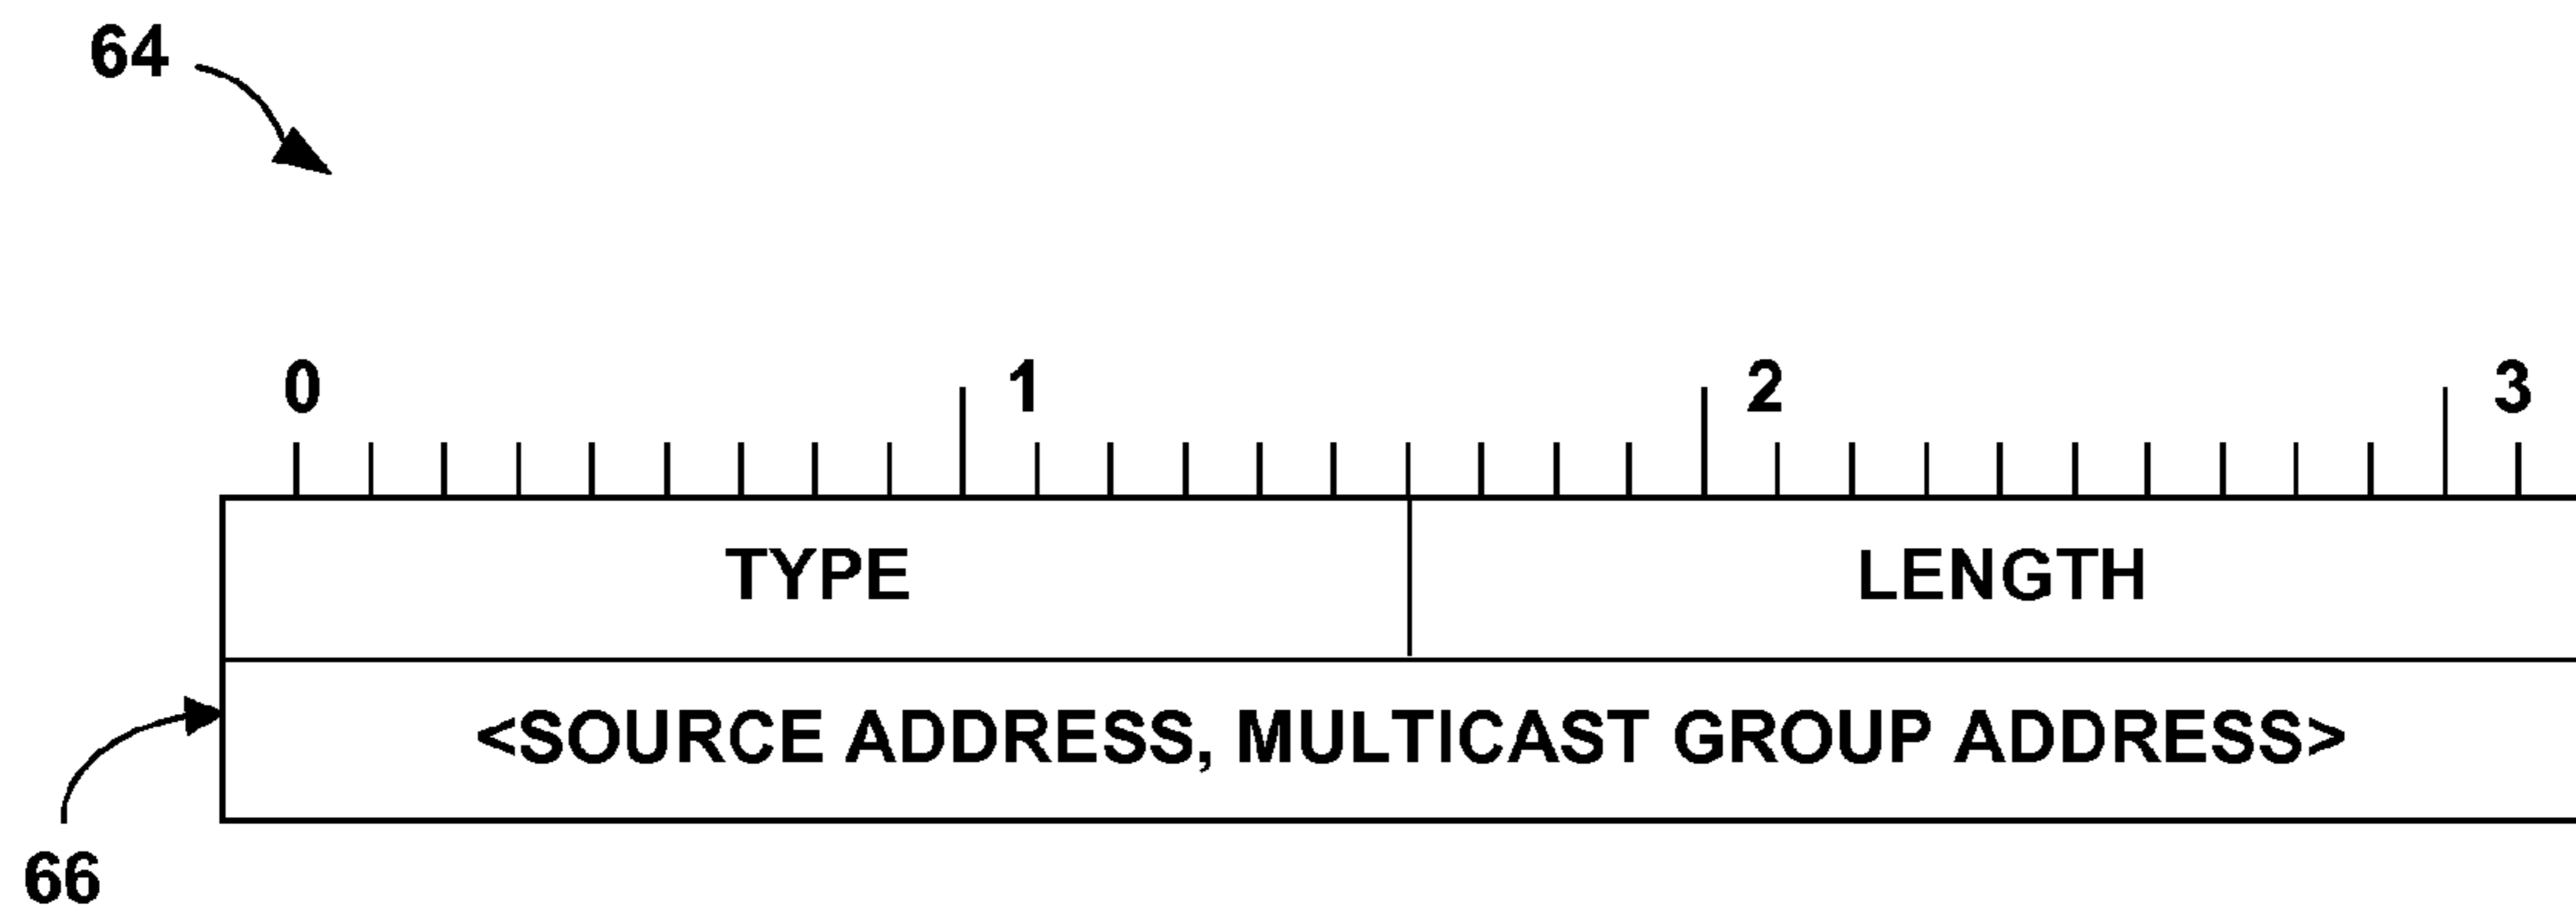 64
0 1 2 3
TYPE LENGTH
<SOURCE ADDRESS, MULTICAST GROUP ADDRESS>
66